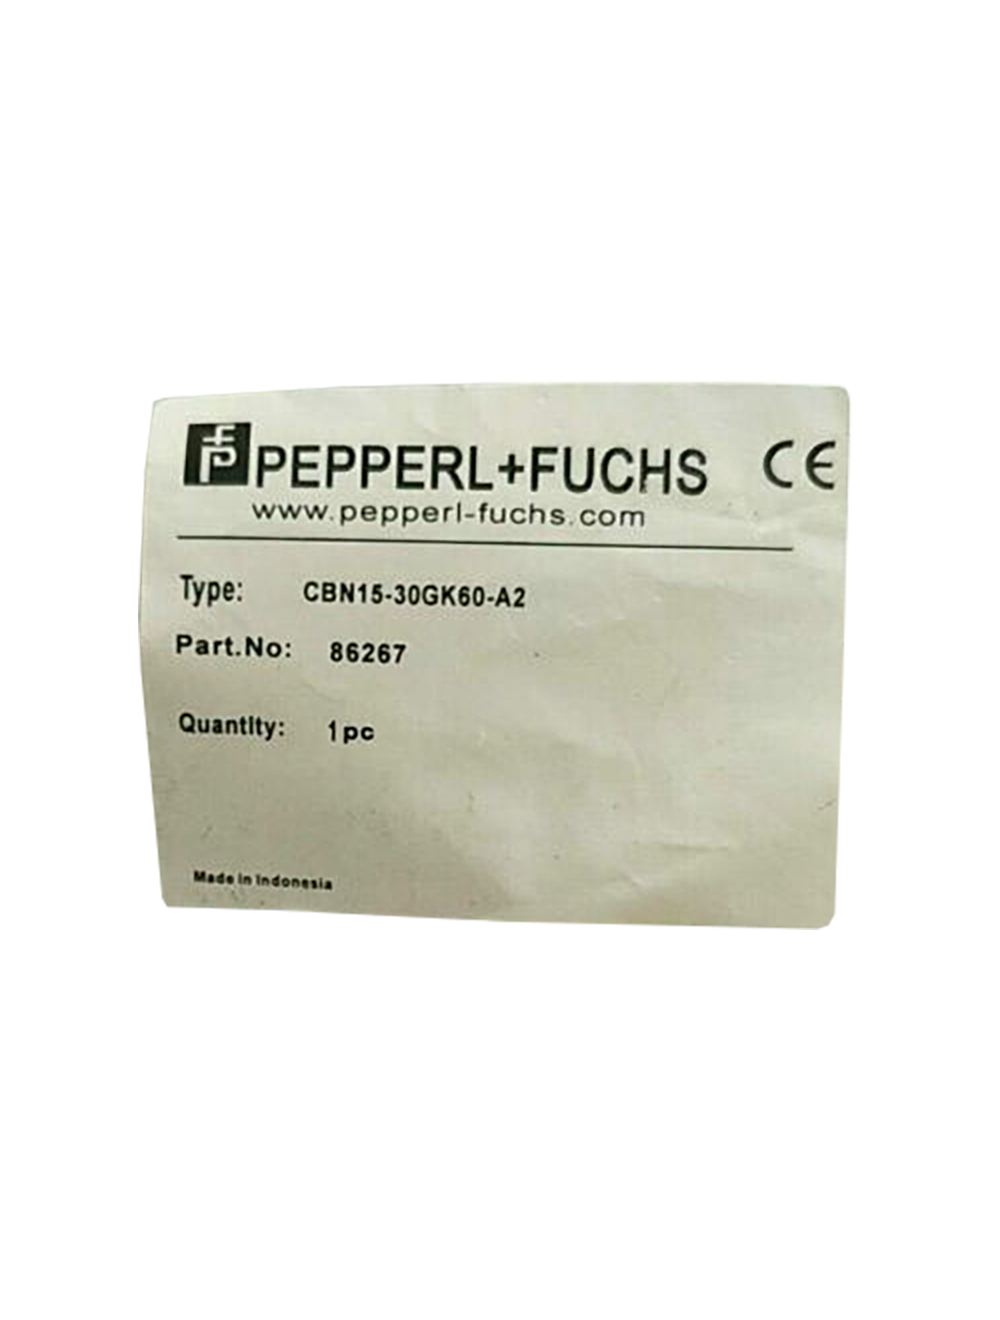 FP PEPPERL+FUCHS CE
www.pepperl-fuchs.com
Type: CBN15-30GK60-A2
Part.No: 86267
Quantity: 1pc
Made in Indonesia